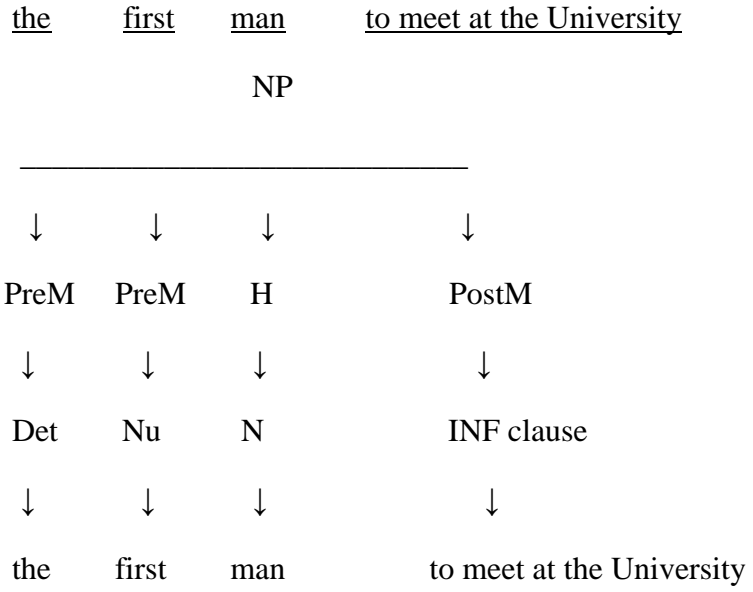 the first man to meet at the University
NP
↓ ↓ ↓ ↓
PreM PreM H PostM
↓ ↓ ↓ ↓
Det Nu N INF clause
↓ ↓ ↓ ↓
the first man to meet at the University